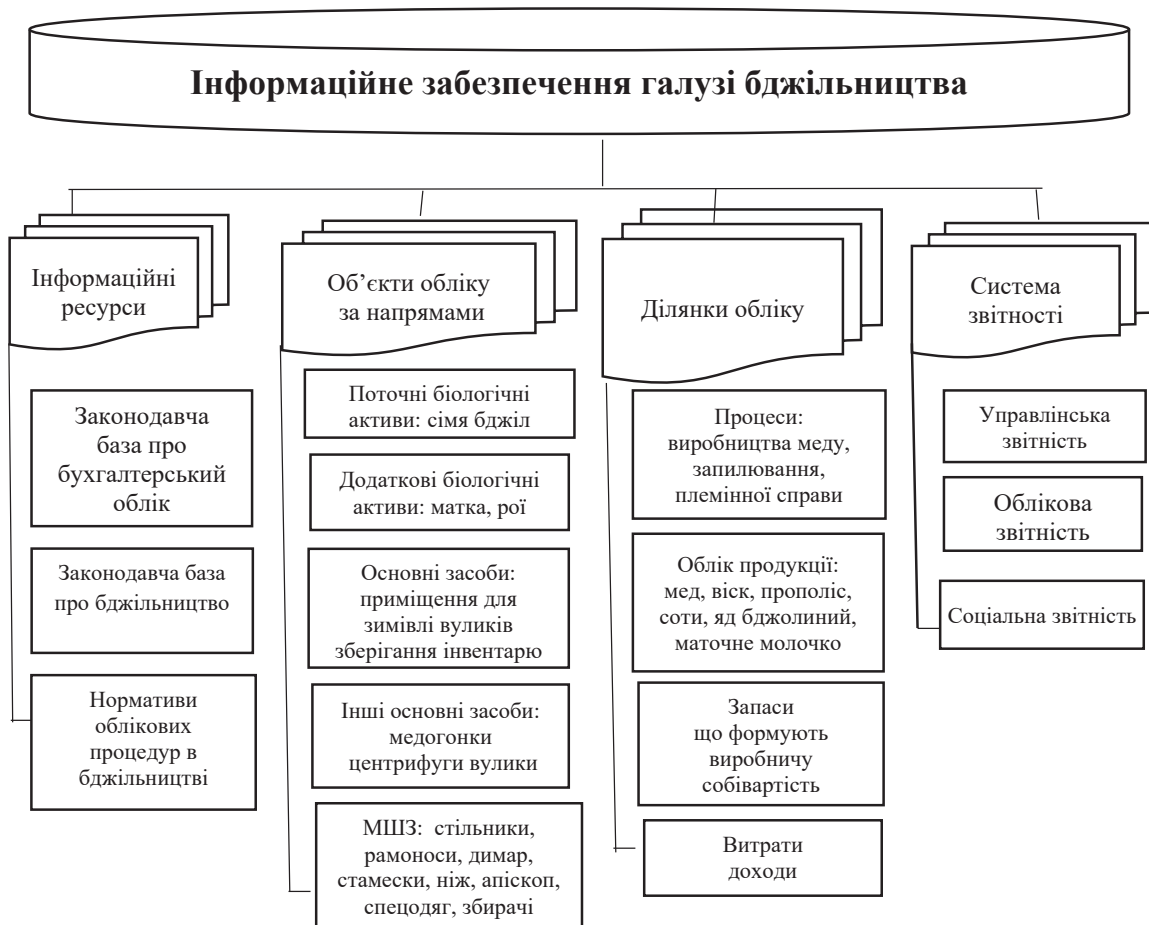 Інформаційне забезпечення галузі бджільництва
Інформаційні
ресурси
Законодавча
база про
бухгалтерський
облік
Законодавча база
про бджільництво
Нормативи
облікових
процедур в
бджільництві
Об’єкти обліку
за напрямами
Поточні біологічні
активи: сімя бджіл
Додаткові біологічні
активи: матка, рої
Основні засоби:
приміщення для
зимівлі вуликів
зберігання інвентарю
Інші основні засоби:
медогонки
центрифуги вулики
МШЗ: стільники,
рамоноси, димар,
стамески, ніж, апіскоп,
спецодяг, збирачі
Ділянки обліку
Процеси:
виробництва меду,
запилювання,
племінної справи
Облік продукції:
мед, віск, прополіс,
соти, яд бджолиний,
маточне молочко
Запаси
що формують
виробничу
собівартість
Витрати
доходи
Система
звітності
Управлінська
звітність
Облікова
звітність
Соціальна звітність